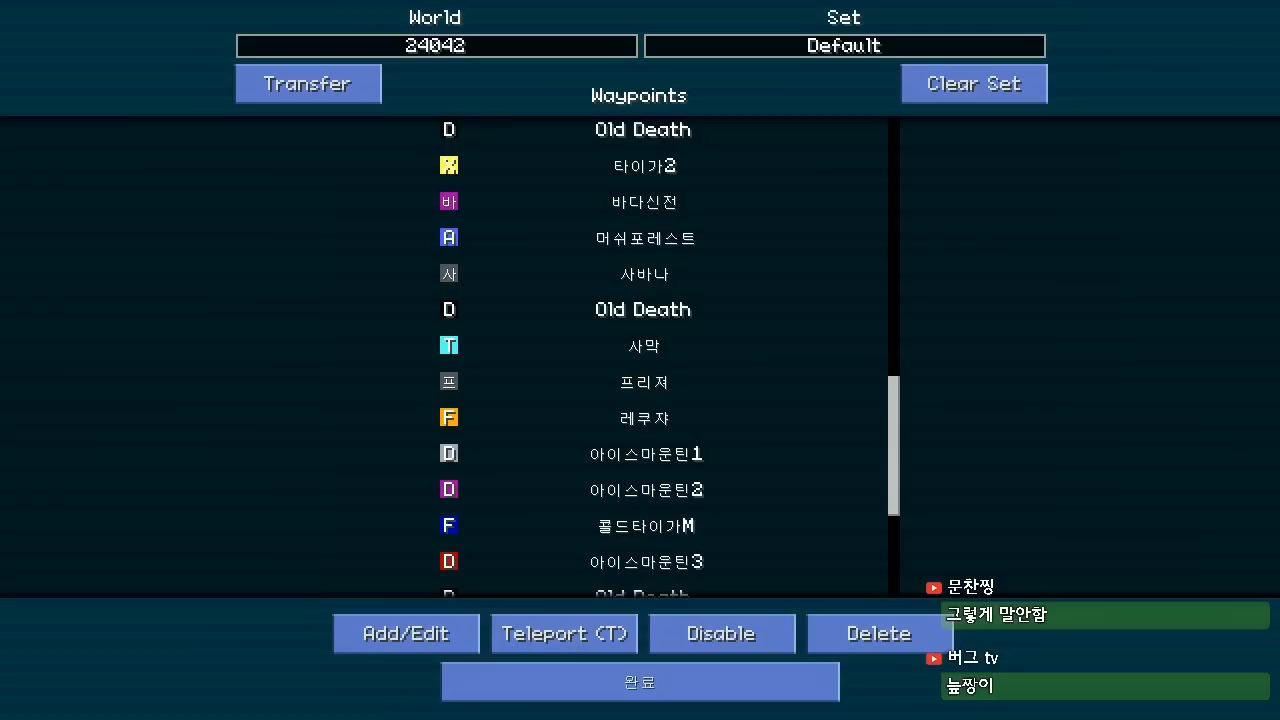 World
Set
24042
Default
Transfer
Clear Set
Waypoints
D Old Death
타이가2
바 바다신전
A 머쉬포레스트
사 사바나
D Old Death
T 사막
프 프리져
F 레쿠쟈
D 아이스마운틴1
D 아이스마운틴2
F 콜드타이가M
D 아이스마운틴3
D Old Death
문찬찡
그렇게 말안함
Add/Edit
Teleport (T)
Disable
Delete
버그 tv
늪짱이
완료